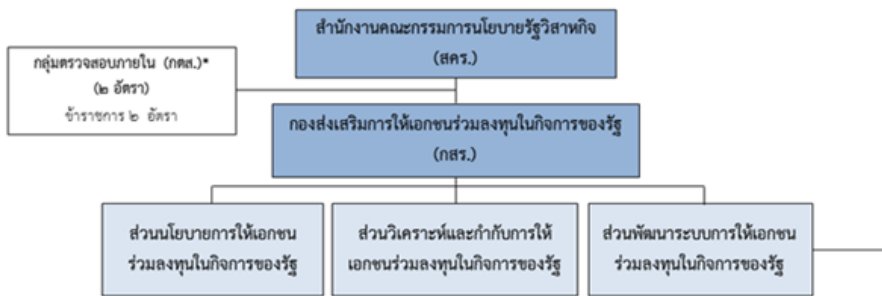 สำนักงานคณะกรรมการนโยบายรัฐวิสาหกิจ
(สคร.)
กลุ่มตรวจสอบภายใน (กตส.)*
(๒ อัตรา)
ข้าราชการ ๒ อัตรา
กองส่งเสริมการให้เอกชนร่วมลงทุนในกิจการของรัฐ
(กสร.)
ส่วนนโยบายการให้เอกชน
ร่วมลงทุนในกิจการของรัฐ
ส่วนวิเคราะห์และกำกับการให้
เอกชนร่วมลงทุนในกิจการของรัฐ
ส่วนพัฒนาระบบการให้เอกชน
ร่วมลงทุนในกิจการของรัฐ